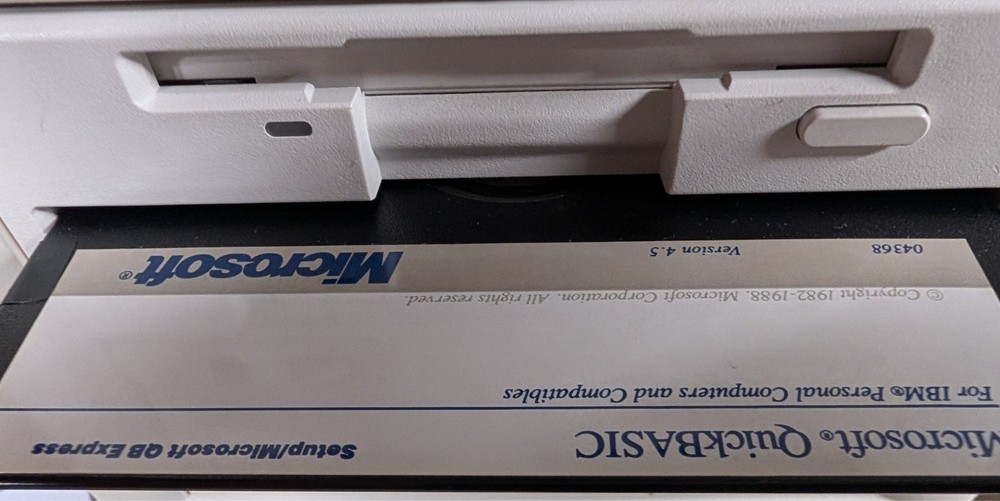 Microsoft® QuickBASIC Setup/Microsoft QB Express
For IBM® Personal Computers and Compatibles
© Copyright 1982-1988. Microsoft Corporation. All rights reserved.
04368 Version 4.5 Microsoft®